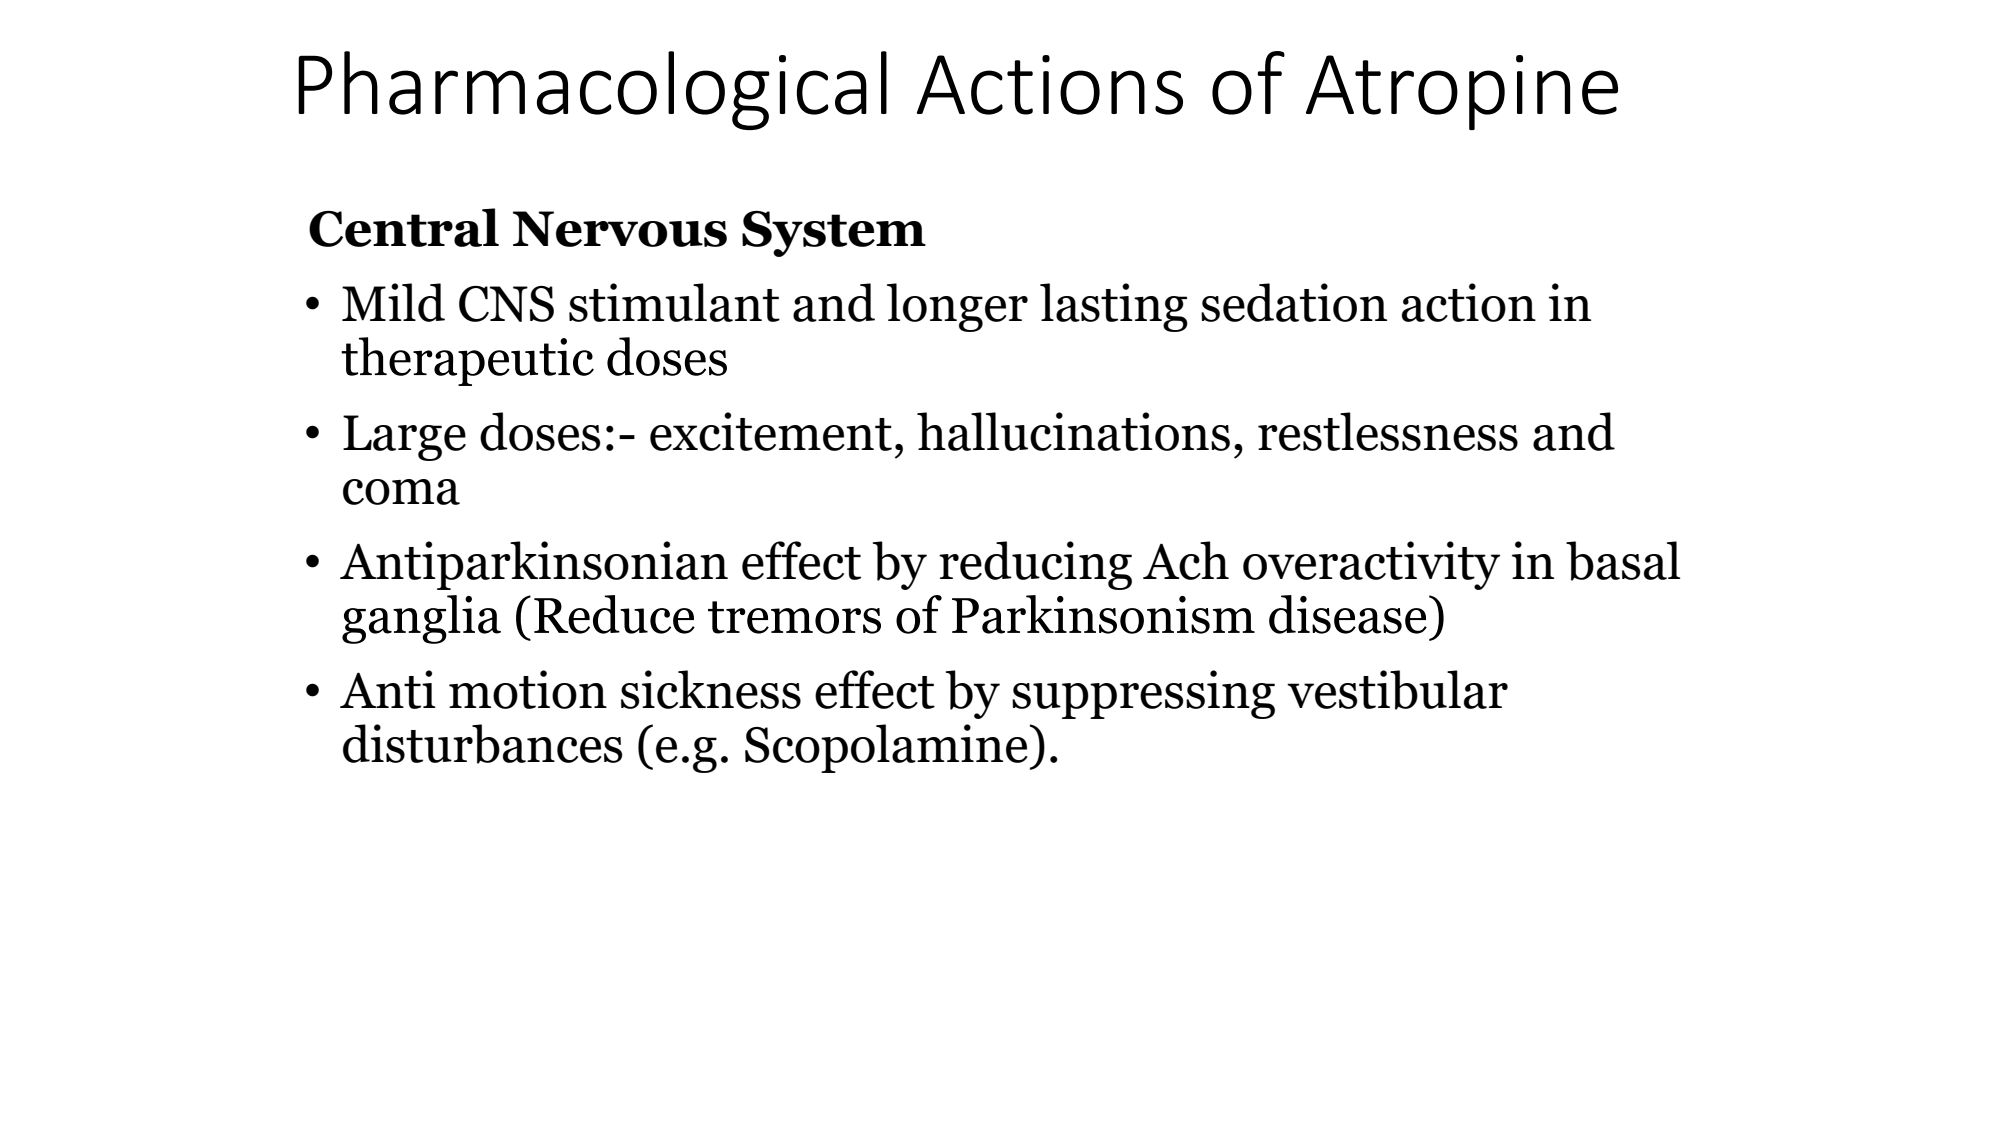 Pharmacological Actions of Atropine
Central Nervous System
• Mild CNS stimulant and longer lasting sedation action in
therapeutic doses
• Large doses:- excitement, hallucinations, restlessness and
coma
• Antiparkinsonian effect by reducing Ach overactivity in basal
ganglia (Reduce tremors of Parkinsonism disease)
• Anti motion sickness effect by suppressing vestibular
disturbances (e.g. Scopolamine).